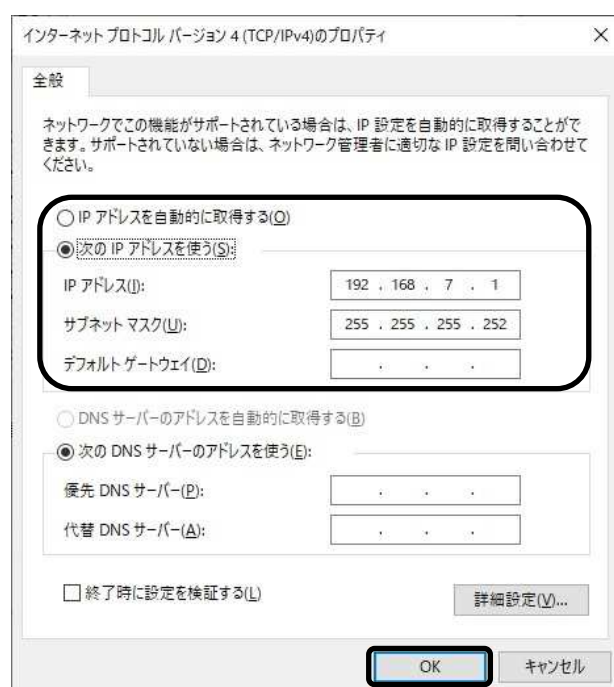 インターネット プロトコル バージョン 4 (TCP/IPv4)のプロパティ
全般
ネットワークでこの機能がサポートされている場合は、IP 設定を自動的に取得することがで
きます。サポートされていない場合は、ネットワーク管理者に適切な IP 設定を問い合わせて
ください。
IP アドレスを自動的に取得する(O)
次の IP アドレスを使う(S):
IP アドレス(I): 192 . 168 . 7 . 1
サブネット マスク(U): 255 . 255 . 255 . 252
デフォルト ゲートウェイ(D): . . .
DNS サーバーのアドレスを自動的に取得する(B)
次の DNS サーバーのアドレスを使う(E):
優先 DNS サーバー(P): . . .
代替 DNS サーバー(A): . . .
終了時に設定を検証する(L)
詳細設定(V)...
OK キャンセル